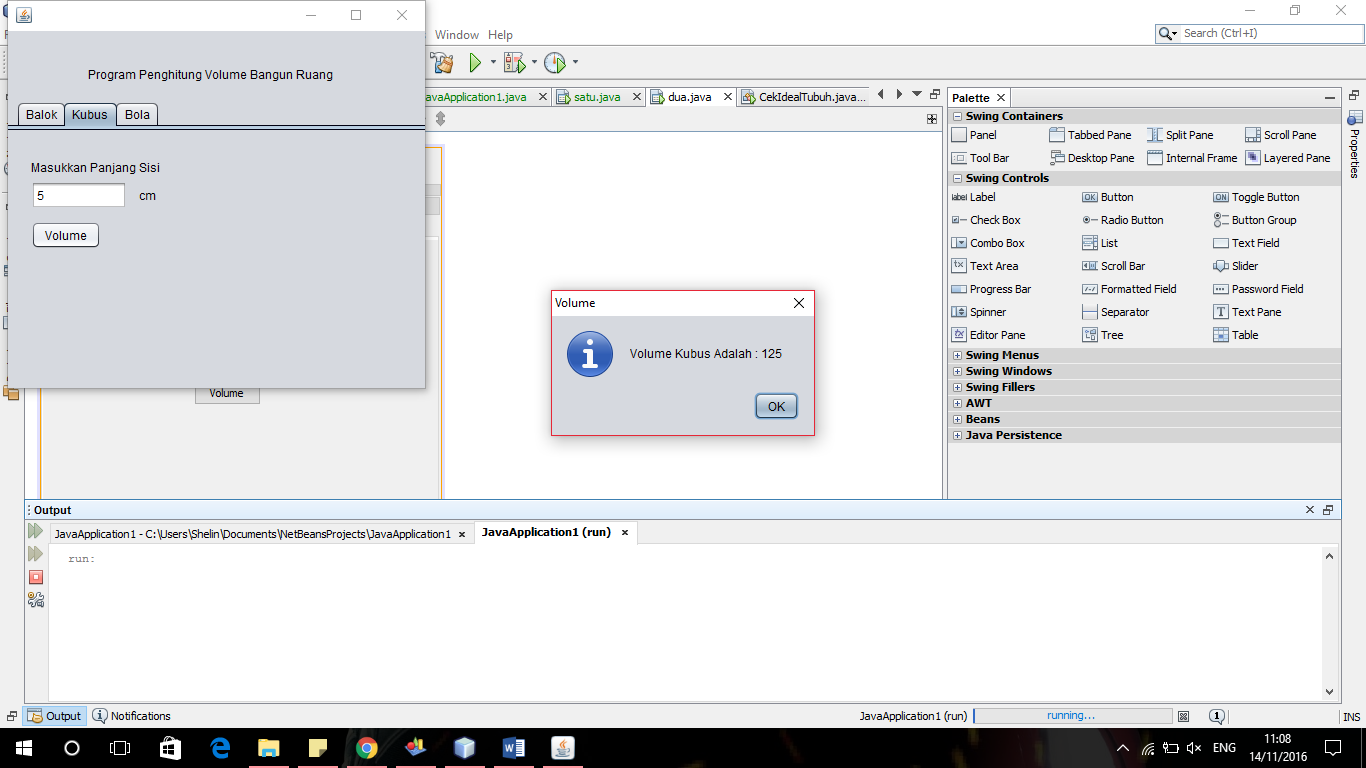 Window Help
Search (Ctrl+I)
Program Penghitung Volume Bangun Ruang
Balok Kubus Bola
Masukkan Panjang Sisi
5 cm
Volume
Volume
avaApplication1.java satu.java dua.java CekIdealTubuh.java...
Volume
Volume Kubus Adalah : 125
OK
Palette
Swing Containers
Panel Tabbed Pane Split Pane Scroll Pane
Tool Bar Desktop Pane Internal Frame Layered Pane
Swing Controls
label Label OK Button ON Toggle Button
Check Box Radio Button Button Group
Combo Box List Text Field
Text Area Scroll Bar Slider
Progress Bar Formatted Field Password Field
Spinner Separator Text Pane
Editor Pane Tree Table
Swing Menus
Swing Windows
Swing Fillers
AWT
Beans
Java Persistence
Properties
Output
JavaApplication1 - C:\Users\Shelin\Documents\NetBeansProjects\JavaApplication1 JavaApplication1 (run)
run:
Output Notifications
JavaApplication1 (run) running... 1 INS
ENG 11:08
14/11/2016